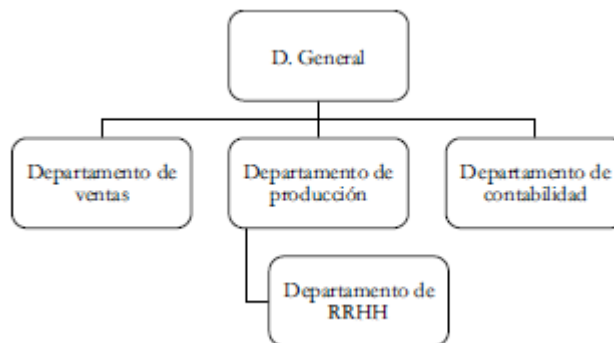 D. General
Departamento de
ventas
Departamento de
producción
Departamento de
contabilidad
Departamento de
RRHH